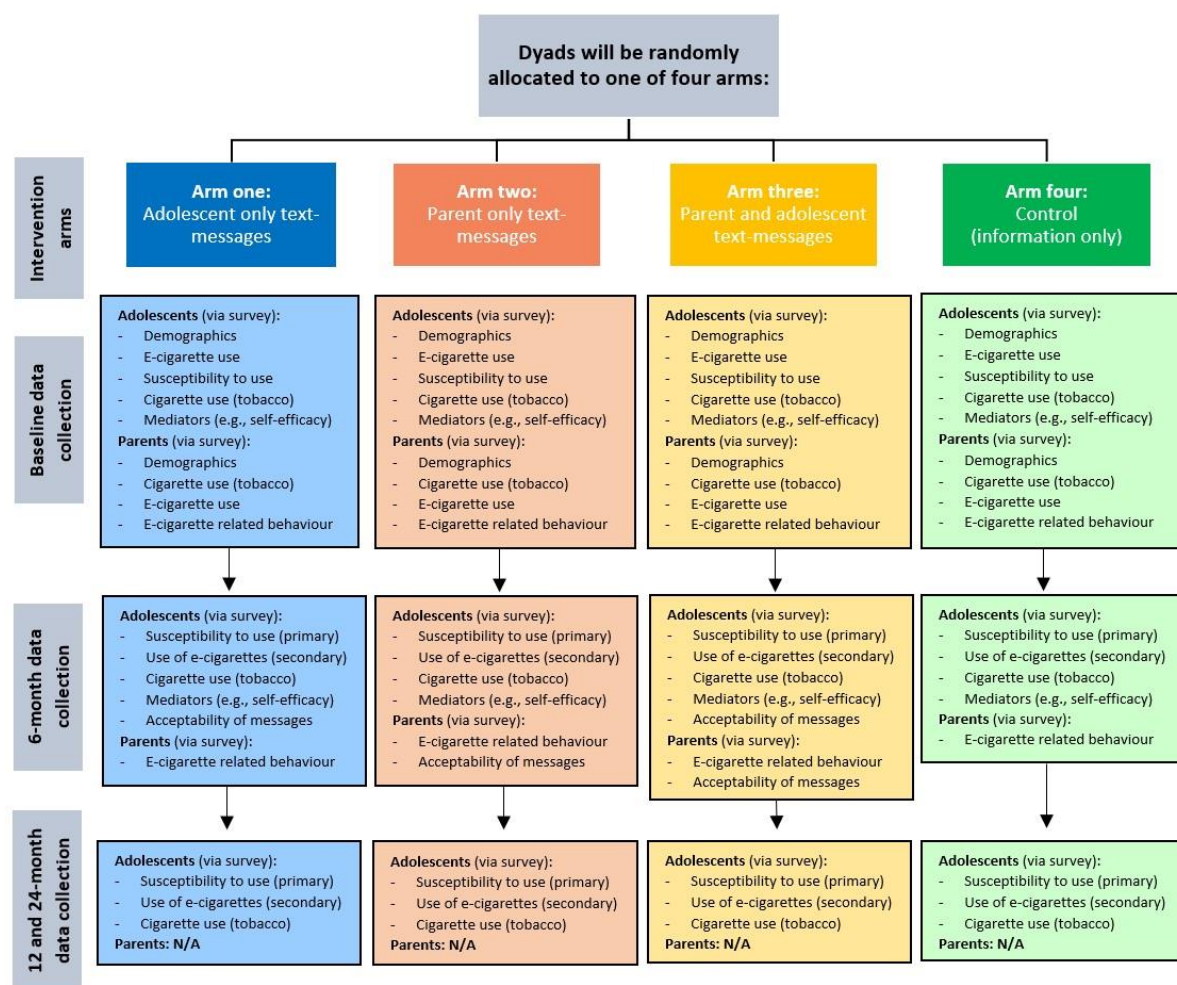 Dyads will be randomly
allocated to one of four arms:
Intervention
arms
Arm one:
Adolescent only text-
messages
Arm two:
Parent only text-
messages
Arm three:
Parent and adolescent
text-messages
Arm four:
Control
(information only)
Baseline data
collection
Adolescents (via survey):
- Demographics
- E-cigarette use
- Susceptibility to use
- Cigarette use (tobacco)
- Mediators (e.g., self-efficacy)
Parents (via survey):
- Demographics
- Cigarette use (tobacco)
- E-cigarette use
- E-cigarette related behaviour
Adolescents (via survey):
- Demographics
- E-cigarette use
- Susceptibility to use
- Cigarette use (tobacco)
- Mediators (e.g., self-efficacy)
Parents (via survey):
- Demographics
- Cigarette use (tobacco)
- E-cigarette use
- E-cigarette related behaviour
Adolescents (via survey):
- Demographics
- E-cigarette use
- Susceptibility to use
- Cigarette use (tobacco)
- Mediators (e.g., self-efficacy)
Parents (via survey):
- Demographics
- Cigarette use (tobacco)
- E-cigarette use
- E-cigarette related behaviour
Adolescents (via survey):
- Demographics
- E-cigarette use
- Susceptibility to use
- Cigarette use (tobacco)
- Mediators (e.g., self-efficacy)
Parents (via survey):
- Demographics
- Cigarette use (tobacco)
- E-cigarette use
- E-cigarette related behaviour
6-month data
collection
Adolescents (via survey):
- Susceptibility to use (primary)
- Use of e-cigarettes (secondary)
- Cigarette use (tobacco)
- Mediators (e.g., self-efficacy)
- Acceptability of messages
Parents (via survey):
- E-cigarette related behaviour
Adolescents (via survey):
- Susceptibility to use (primary)
- Use of e-cigarettes (secondary)
- Cigarette use (tobacco)
- Mediators (e.g., self-efficacy)
Parents (via survey):
- E-cigarette related behaviour
- Acceptability of messages
Adolescents (via survey):
- Susceptibility to use (primary)
- Use of e-cigarettes (secondary)
- Cigarette use (tobacco)
- Mediators (e.g., self-efficacy)
- Acceptability of messages
Parents (via survey):
- E-cigarette related behaviour
- Acceptability of messages
Adolescents (via survey):
- Susceptibility to use (primary)
- Use of e-cigarettes (secondary)
- Cigarette use (tobacco)
- Mediators (e.g., self-efficacy)
Parents (via survey):
- E-cigarette related behaviour
12 and 24-month
data collection
Adolescents (via survey):
- Susceptibility to use (primary)
- Use of e-cigarettes (secondary)
- Cigarette use (tobacco)
Parents: N/A
Adolescents (via survey):
- Susceptibility to use (primary)
- Use of e-cigarettes (secondary)
- Cigarette use (tobacco)
Parents: N/A
Adolescents (via survey):
- Susceptibility to use (primary)
- Use of e-cigarettes (secondary)
- Cigarette use (tobacco)
Parents: N/A
Adolescents (via survey):
- Susceptibility to use (primary)
- Use of e-cigarettes (secondary)
- Cigarette use (tobacco)
Parents: N/A